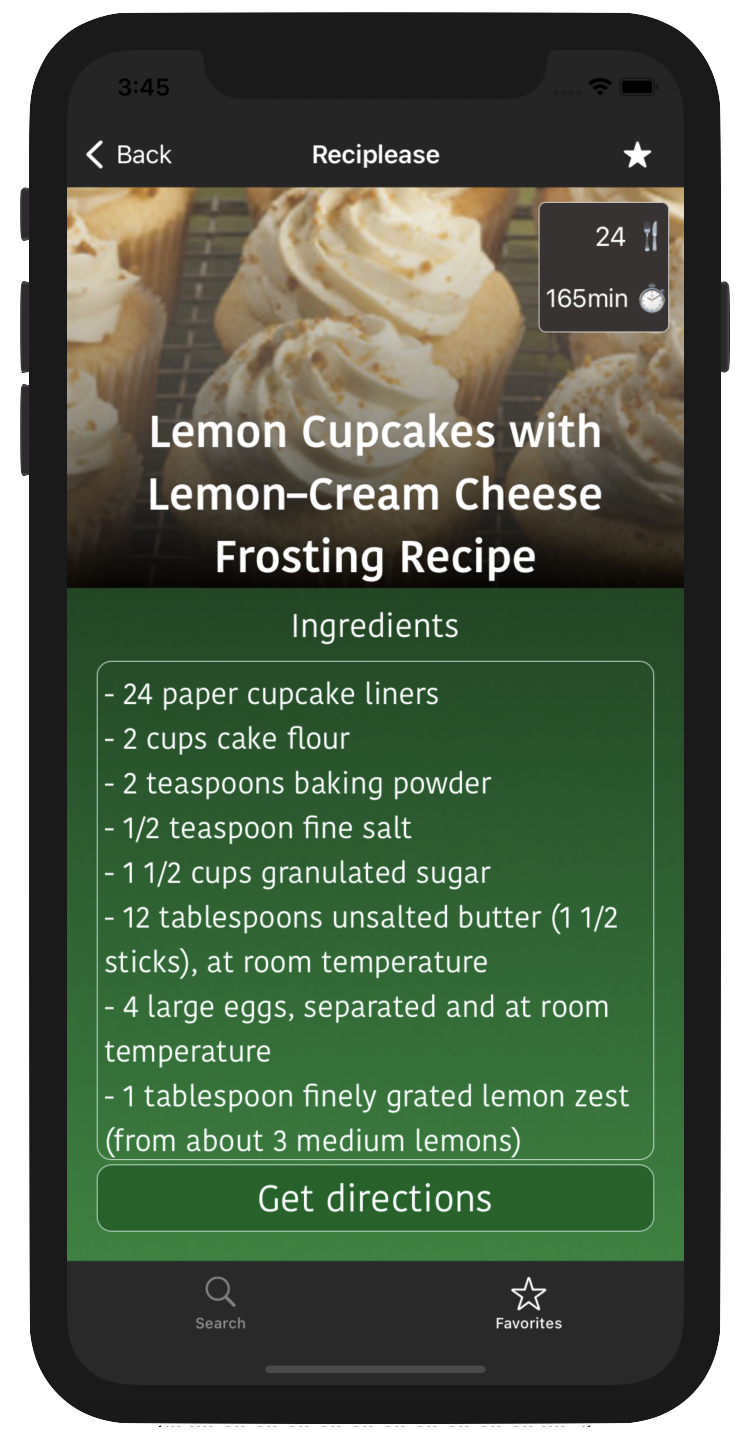 3:45
Back Reciplease
24
165min
Lemon Cupcakes with
Lemon–Cream Cheese
Frosting Recipe
Ingredients
- 24 paper cupcake liners
- 2 cups cake flour
- 2 teaspoons baking powder
- 1/2 teaspoon fine salt
- 1 1/2 cups granulated sugar
- 12 tablespoons unsalted butter (1 1/2
sticks), at room temperature
- 4 large eggs, separated and at room
temperature
- 1 tablespoon finely grated lemon zest
(from about 3 medium lemons)
Get directions
Search Favorites